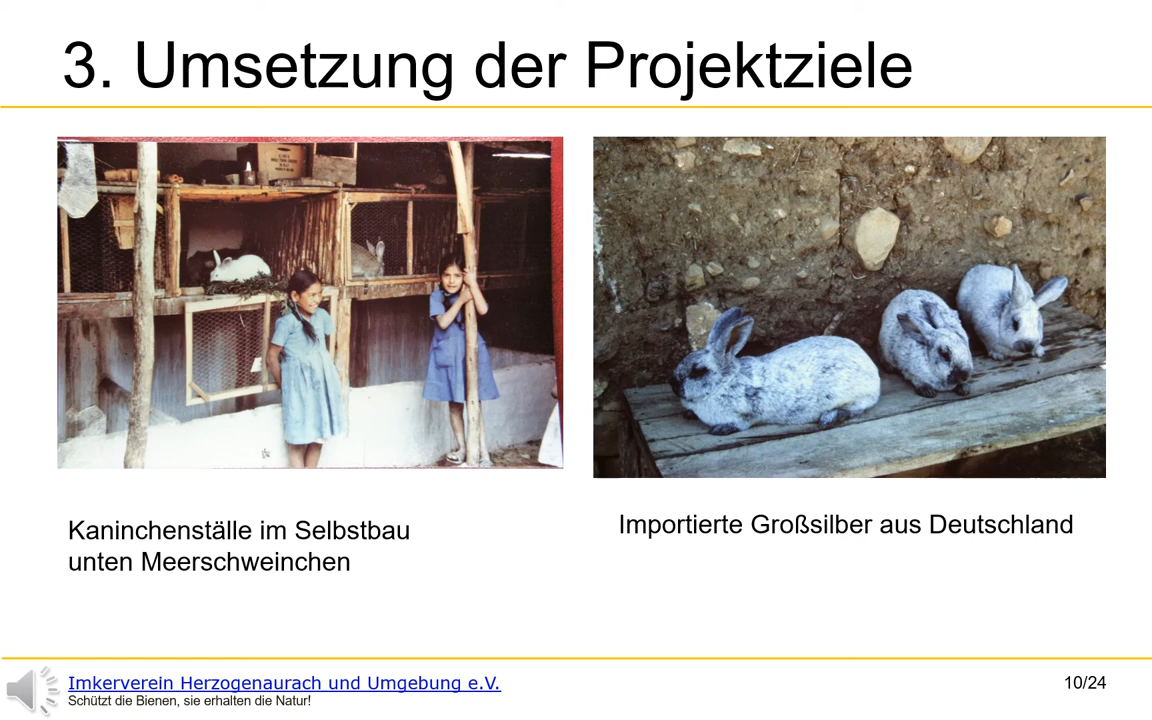 3. Umsetzung der Projektziele
Kaninchenställe im Selbstbau
unten Meerschweinchen
Importierte Großsilber aus Deutschland
Imkerverein Herzogenaurach und Umgebung e.V.
Schützt die Bienen, sie erhalten die Natur!
10/24